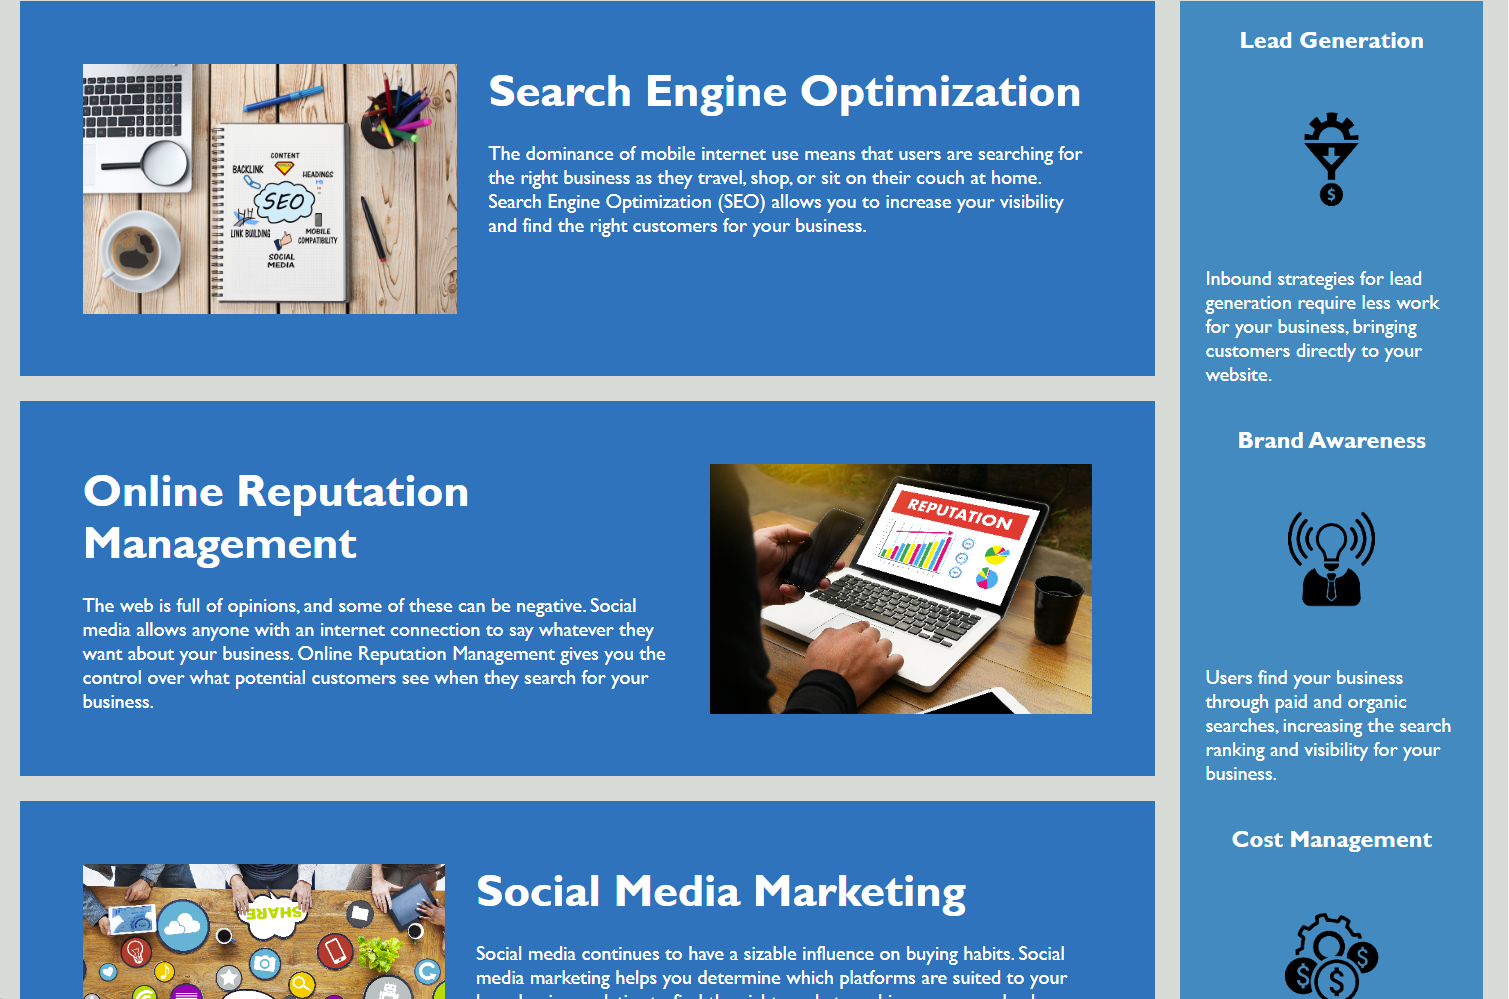 Search Engine Optimization
The dominance of mobile internet use means that users are searching for
the right business as they travel, shop, or sit on their couch at home.
Search Engine Optimization (SEO) allows you to increase your visibility
and find the right customers for your business.
CONTENT
BACKLINK
HEADINGS
SEO
LINK BUILDING
MOBILE
COMPATIBILITY
SOCIAL
MEDIA
Online Reputation
Management
The web is full of opinions, and some of these can be negative. Social
media allows anyone with an internet connection to say whatever they
want about your business. Online Reputation Management gives you the
control over what potential customers see when they search for your
business.
REPUTATION
Social Media Marketing
Social media continues to have a sizable influence on buying habits. Social
media marketing helps you determine which platforms are suited to your
SHARE
Lead Generation
$
Inbound strategies for lead
generation require less work
for your business, bringing
customers directly to your
website.
Brand Awareness
Users find your business
through paid and organic
searches, increasing the search
ranking and visibility for your
business.
Cost Management
$ $ $